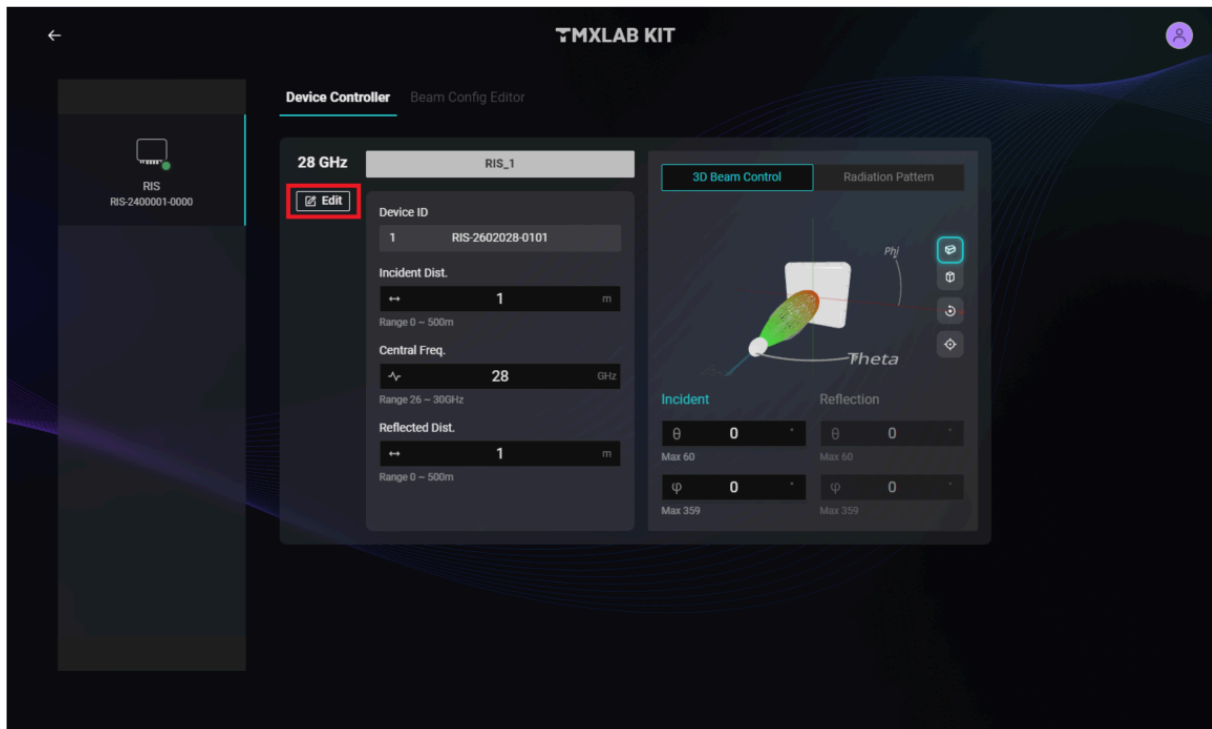 TMXLAB KIT
Device Controller
Beam Config Editor
RIS
RIS-2400001-0000
28 GHz
Edit
RIS_1
Device ID
1 RIS-2602028-0101
Incident Dist.
1 m
Range 0 ~ 500m
Central Freq.
28 GHz
Range 26 ~ 30GHz
Reflected Dist.
1 m
Range 0 ~ 500m
3D Beam Control
Radiation Pattern
Phi
Theta
Incident
θ 0 °
Max 60
φ 0 °
Max 359
Reflection
θ 0 °
Max 60
φ 0 °
Max 359